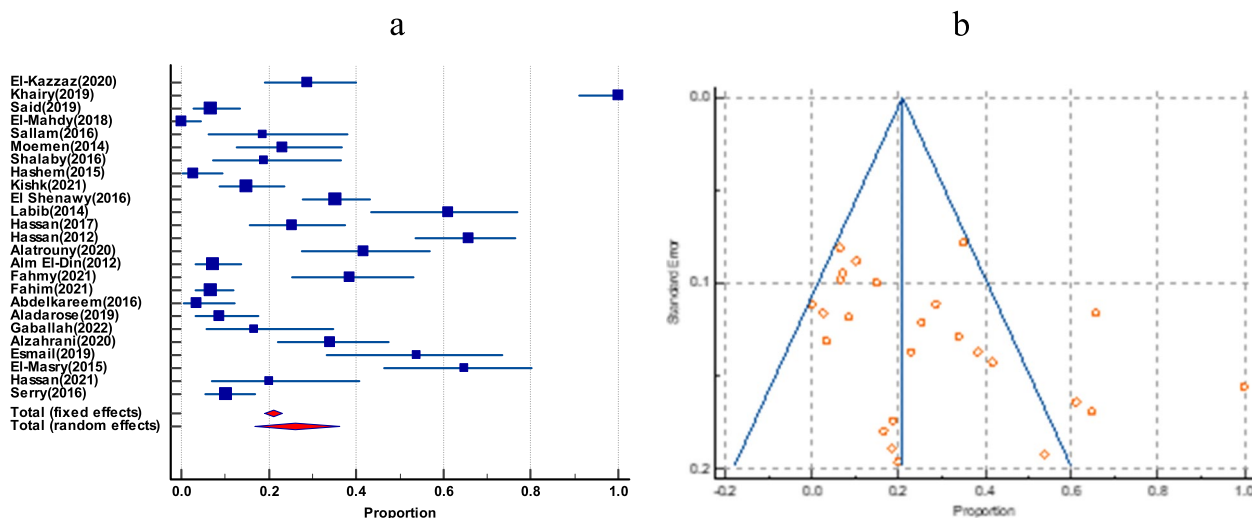 a
b
El-Kazzaz(2020)
Khairy(2019)
Said(2019)
El-Mahdy(2018)
Sallam(2016)
Moemen(2014)
Shalaby(2016)
Hashem(2015)
Kishk(2021)
El Shenawy(2016)
Labib(2014)
Hassan(2017)
Hassan(2012)
Alatrouny(2020)
Alm El-Din(2012)
Fahmy(2021)
Fahim(2021)
Abdelkareem(2016)
Aladarose(2019)
Gaballah(2022)
Alzahrani(2020)
Esmail(2019)
El-Masry(2015)
Hassan(2021)
Serry(2016)
Total (fixed effects)
Total (random effects)
0.0 0.2 0.4 0.6 0.8 1.0
Proportion
0.0
0.1
0.2
Standard Error
-0.2 0.0 0.2 0.4 0.6 0.8 1.0
Proportion